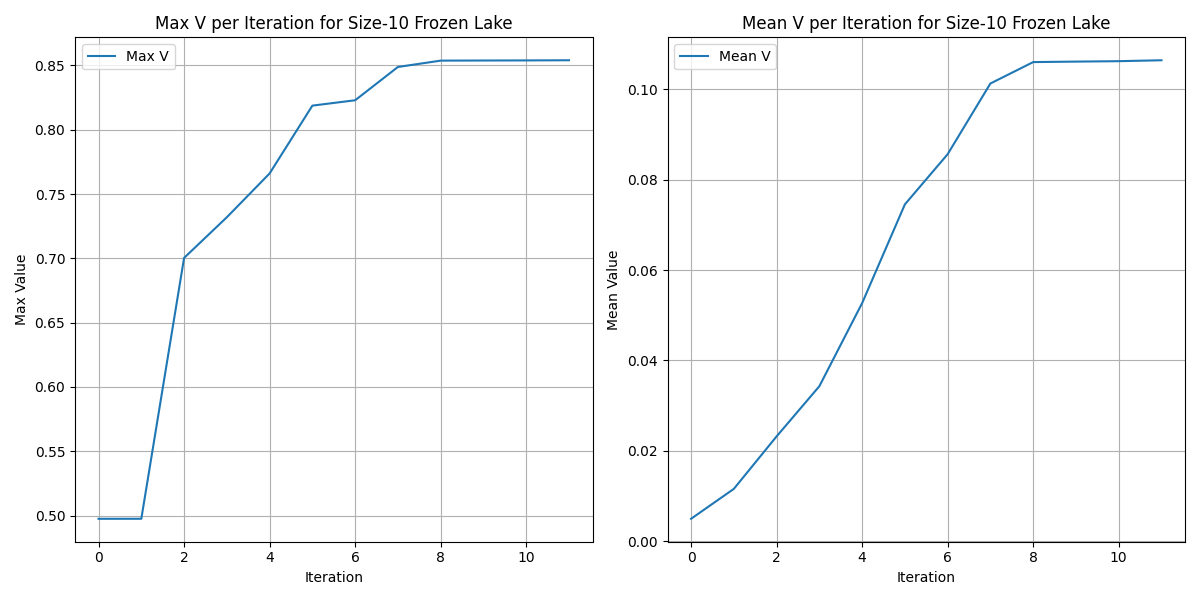 Max V per Iteration for Size-10 Frozen Lake
Max V
0.85
0.80
0.75
0.70
0.65
0.60
0.55
0.50
Max Value
0 2 4 6 8 10
Iteration
Mean V per Iteration for Size-10 Frozen Lake
Mean V
0.10
0.08
0.06
0.04
0.02
0.00
Mean Value
0 2 4 6 8 10
Iteration